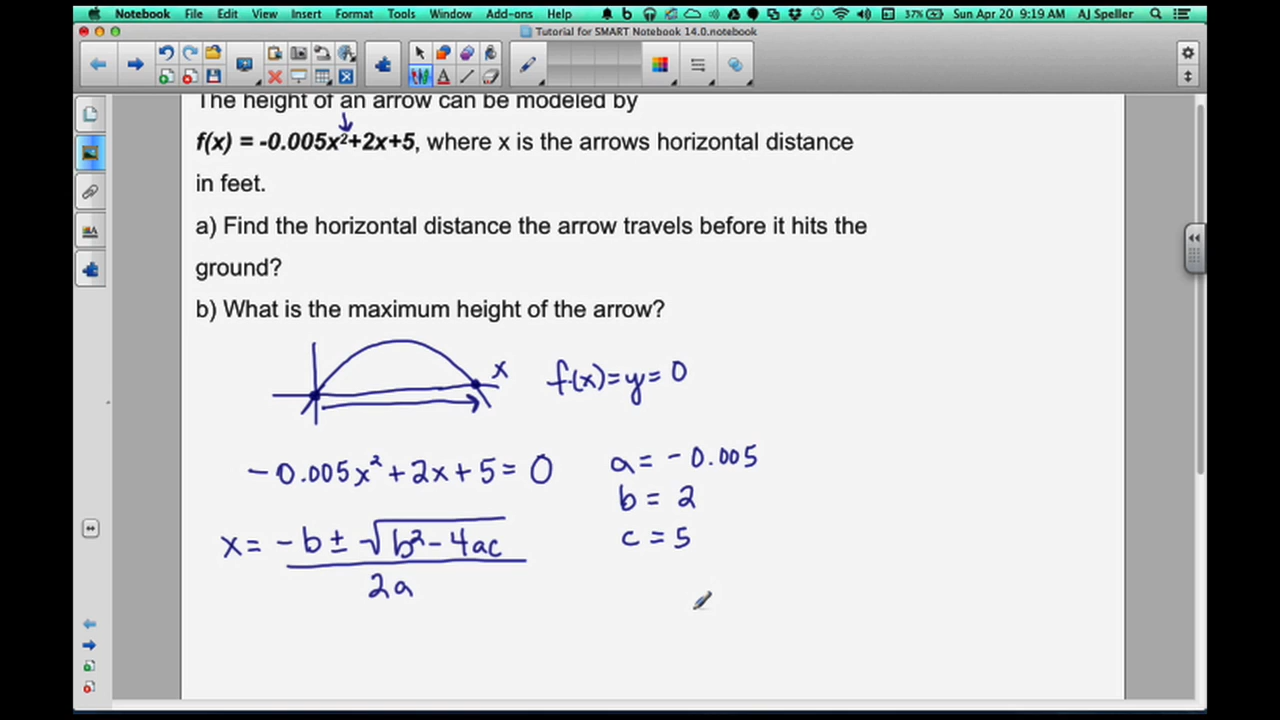 Notebook File Edit View Insert Format Tools Window Add-ons Help 37% Sun Apr 20 9:19 AM AJ Speller
Tutorial for SMART Notebook 14.0.notebook
The height of an arrow can be modeled by
f(x) = -0.005x²+2x+5, where x is the arrows horizontal distance
in feet.
a) Find the horizontal distance the arrow travels before it hits the
ground?
b) What is the maximum height of the arrow?
x f(x)=y=0
-0.005x²+2x+5=0 a=-0.005
b=2
x= -b±√b²-4ac c=5
2a